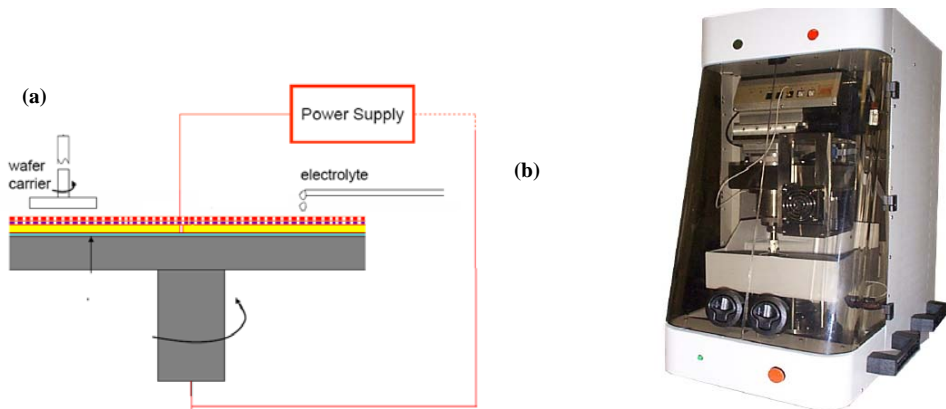 (a)
Power Supply
wafer
carrier
electrolyte
(b)